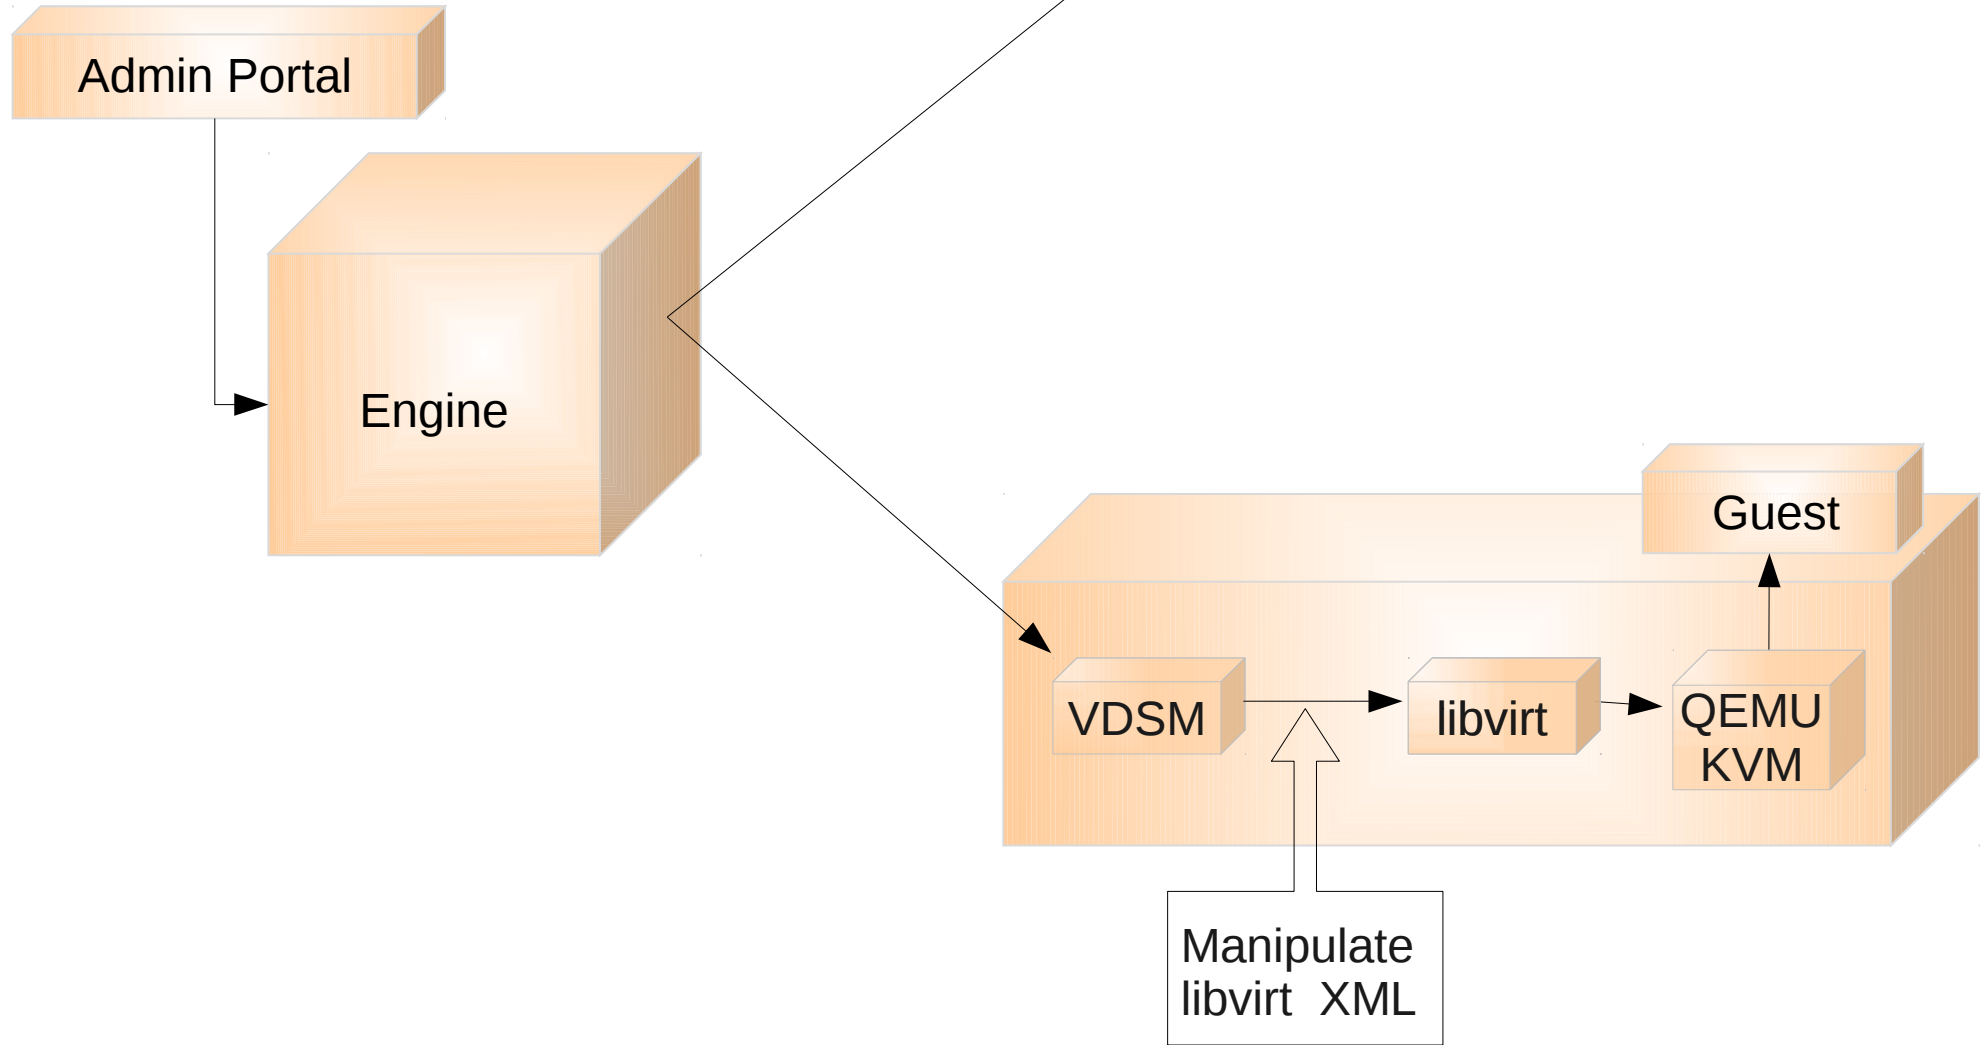 Admin Portal
Engine
Guest
VDSM
libvirt
QEMU
KVM
Manipulate
libvirt  XML